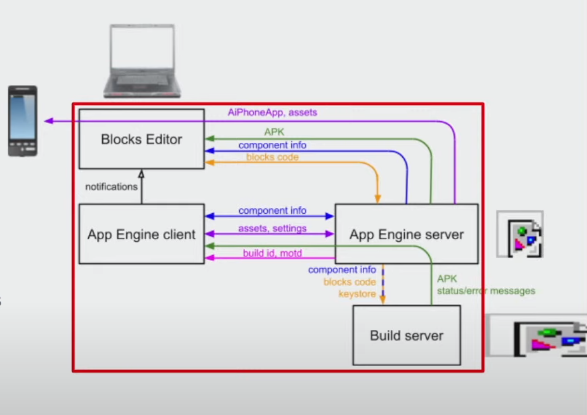 AiPhoneApp, assets
APK
Blocks Editor
component info
blocks code
notifications
component info
App Engine client
assets, settings
App Engine server
build id, motd
component info
blocks code
keystore
APK
status/error messages
Build server